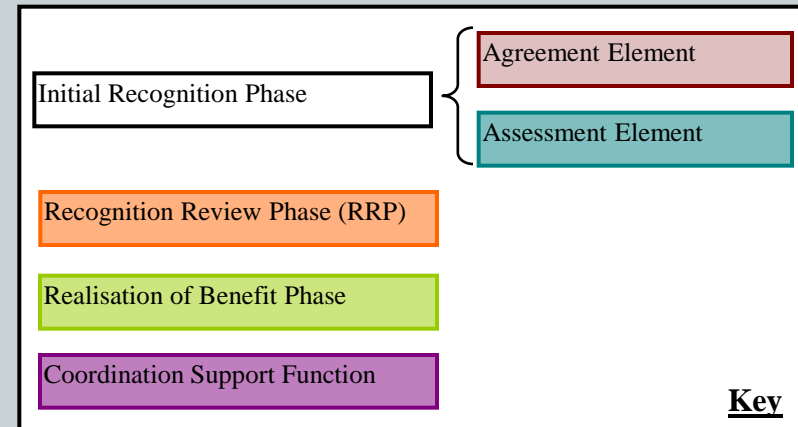 Agreement Element
Initial Recognition Phase
Assessment Element
Recognition Review Phase (RRP)
Realisation of Benefit Phase
Coordination Support Function
Key